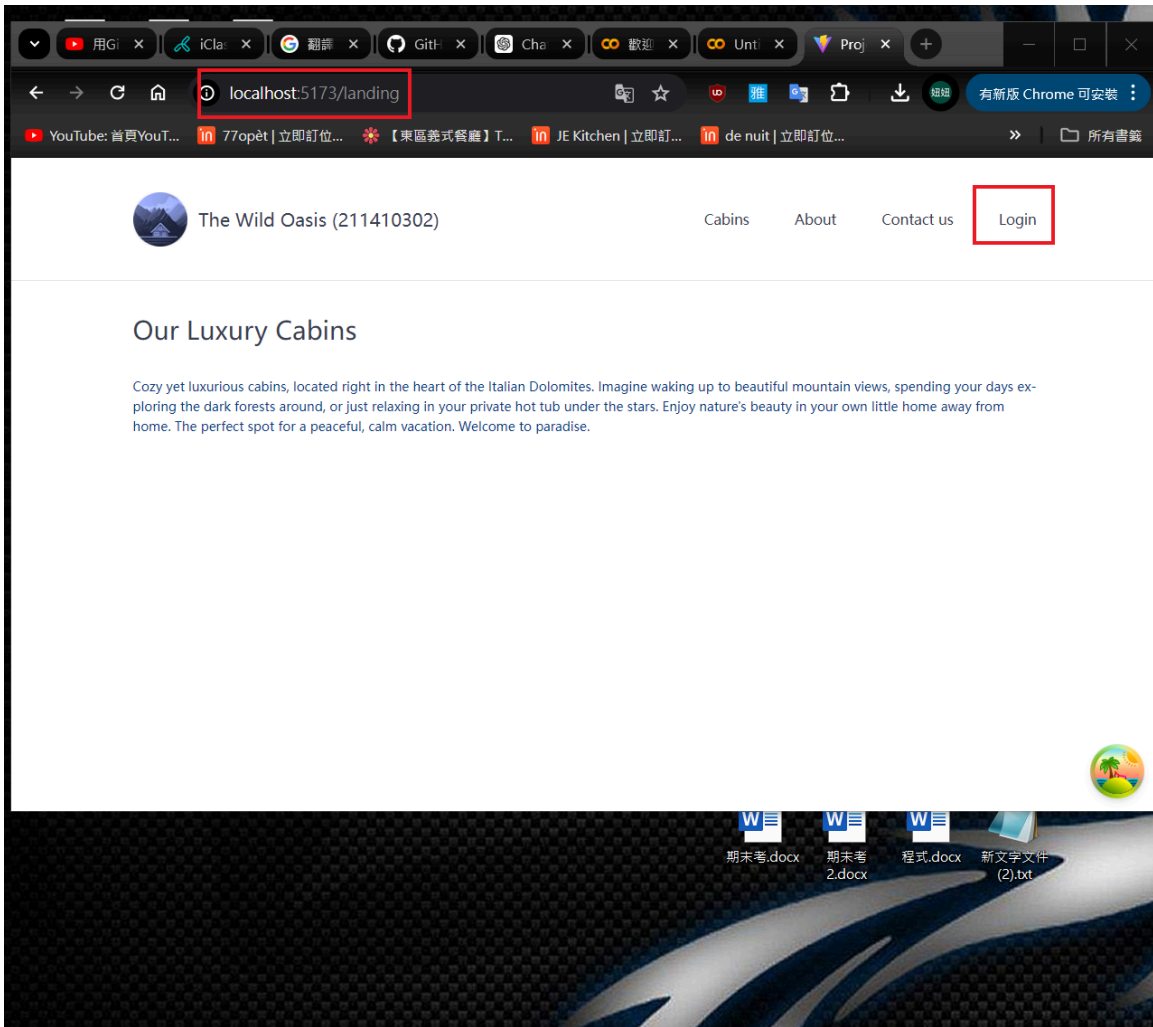 用Gi
iClas
翻譯
GitH
Cha
歡迎
Unti
Proj
localhost:5173/landing
雅
妞妞
有新版 Chrome 可安裝
YouTube: 首頁YouT...
77opèt | 立即訂位...
【東區義式餐廳】T...
JE Kitchen | 立即訂...
de nuit | 立即訂位...
所有書籤
The Wild Oasis (211410302)
Cabins
About
Contact us
Login
Our Luxury Cabins
Cozy yet luxurious cabins, located right in the heart of the Italian Dolomites. Imagine waking up to beautiful mountain views, spending your days ex-
ploring the dark forests around, or just relaxing in your private hot tub under the stars. Enjoy nature's beauty in your own little home away from
home. The perfect spot for a peaceful, calm vacation. Welcome to paradise.
期末考.docx
期末考
2.docx
程式.docx
新文字文件
(2).txt